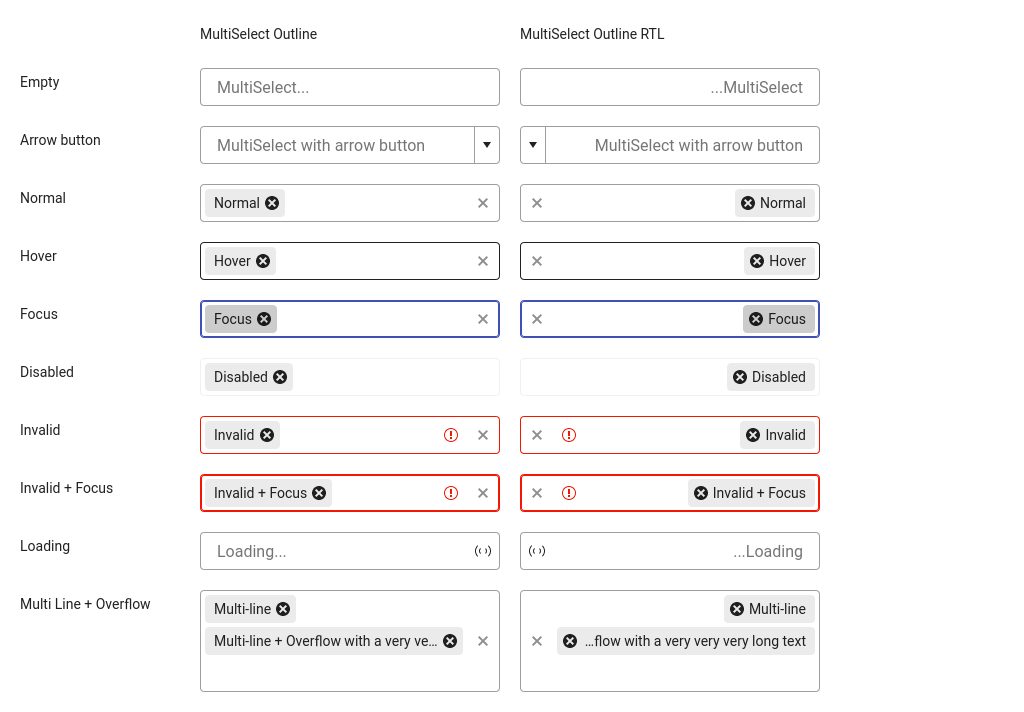 MultiSelect Outline MultiSelect Outline RTL
Empty MultiSelect... ...MultiSelect
Arrow button MultiSelect with arrow button MultiSelect with arrow button
Normal Normal Normal
Hover Hover Hover
Focus Focus Focus
Disabled Disabled Disabled
Invalid Invalid Invalid
Invalid + Focus Invalid + Focus Invalid + Focus
Loading Loading... ...Loading
Multi Line + Overflow Multi-line Multi-line
Multi-line + Overflow with a very ve... ...flow with a very very very long text